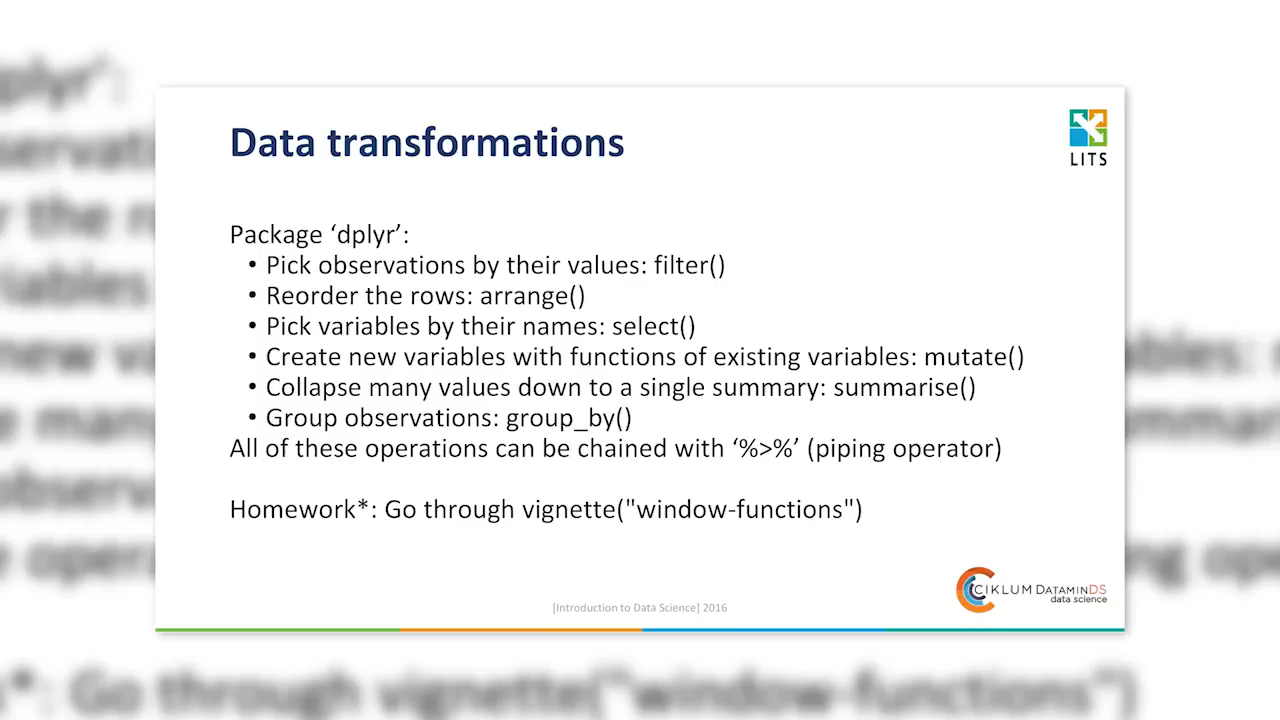 Data transformations
LITS
Package ‘dplyr’:
• Pick observations by their values: filter()
• Reorder the rows: arrange()
• Pick variables by their names: select()
• Create new variables with functions of existing variables: mutate()
• Collapse many values down to a single summary: summarise()
• Group observations: group_by()
All of these operations can be chained with ‘%>%’ (piping operator)
Homework*: Go through vignette("window-functions")
CIKLUM DATAMINDS
data science
[Introduction to Data Science] 2016